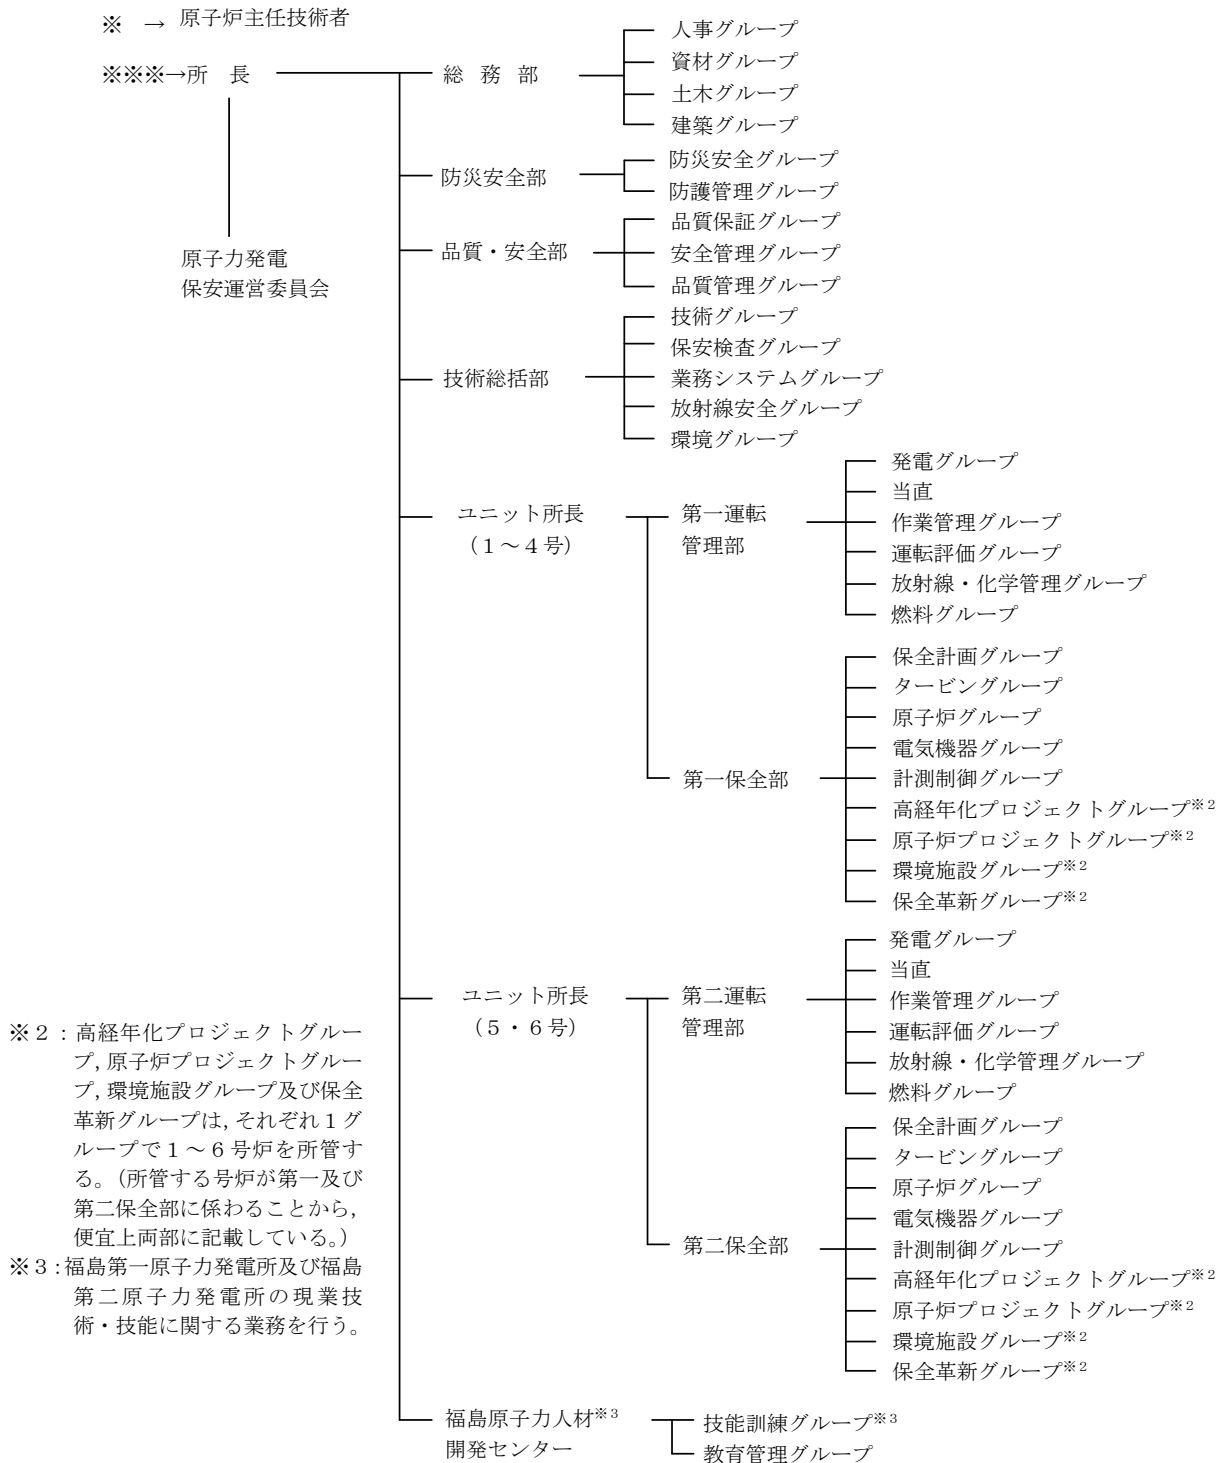 ※ → 原子炉主任技術者
※※※→所 長
原子力発電
保安運営委員会
総 務 部
人事グループ
資材グループ
土木グループ
建築グループ
防災安全部
防災安全グループ
防護管理グループ
品質・安全部
品質保証グループ
安全管理グループ
品質管理グループ
技術総括部
技術グループ
保安検査グループ
業務システムグループ
放射線安全グループ
環境グループ
ユニット所長
(1～4号)
第一運転
管理部
発電グループ
当直
作業管理グループ
運転評価グループ
放射線・化学管理グループ
燃料グループ
第一保全部
保全計画グループ
タービングループ
原子炉グループ
電気機器グループ
計測制御グループ
高経年化プロジェクトグループ※2
原子炉プロジェクトグループ※2
環境施設グループ※2
保全革新グループ※2
ユニット所長
(5・6号)
第二運転
管理部
発電グループ
当直
作業管理グループ
運転評価グループ
放射線・化学管理グループ
燃料グループ
第二保全部
保全計画グループ
タービングループ
原子炉グループ
電気機器グループ
計測制御グループ
高経年化プロジェクトグループ※2
原子炉プロジェクトグループ※2
環境施設グループ※2
保全革新グループ※2
福島原子力人材※3
開発センター
技能訓練グループ※3
教育管理グループ
※2:高経年化プロジェクトグルー
プ,原子炉プロジェクトグルー
プ,環境施設グループ及び保全
革新グループは,それぞれ1グ
ループで1～6号炉を所管す
る。(所管する号炉が第一及び
第二保全部に係わることから,
便宜上両部に記載している。)
※3:福島第一原子力発電所及び福島
第二原子力発電所の現業技
術・技能に関する業務を行う。